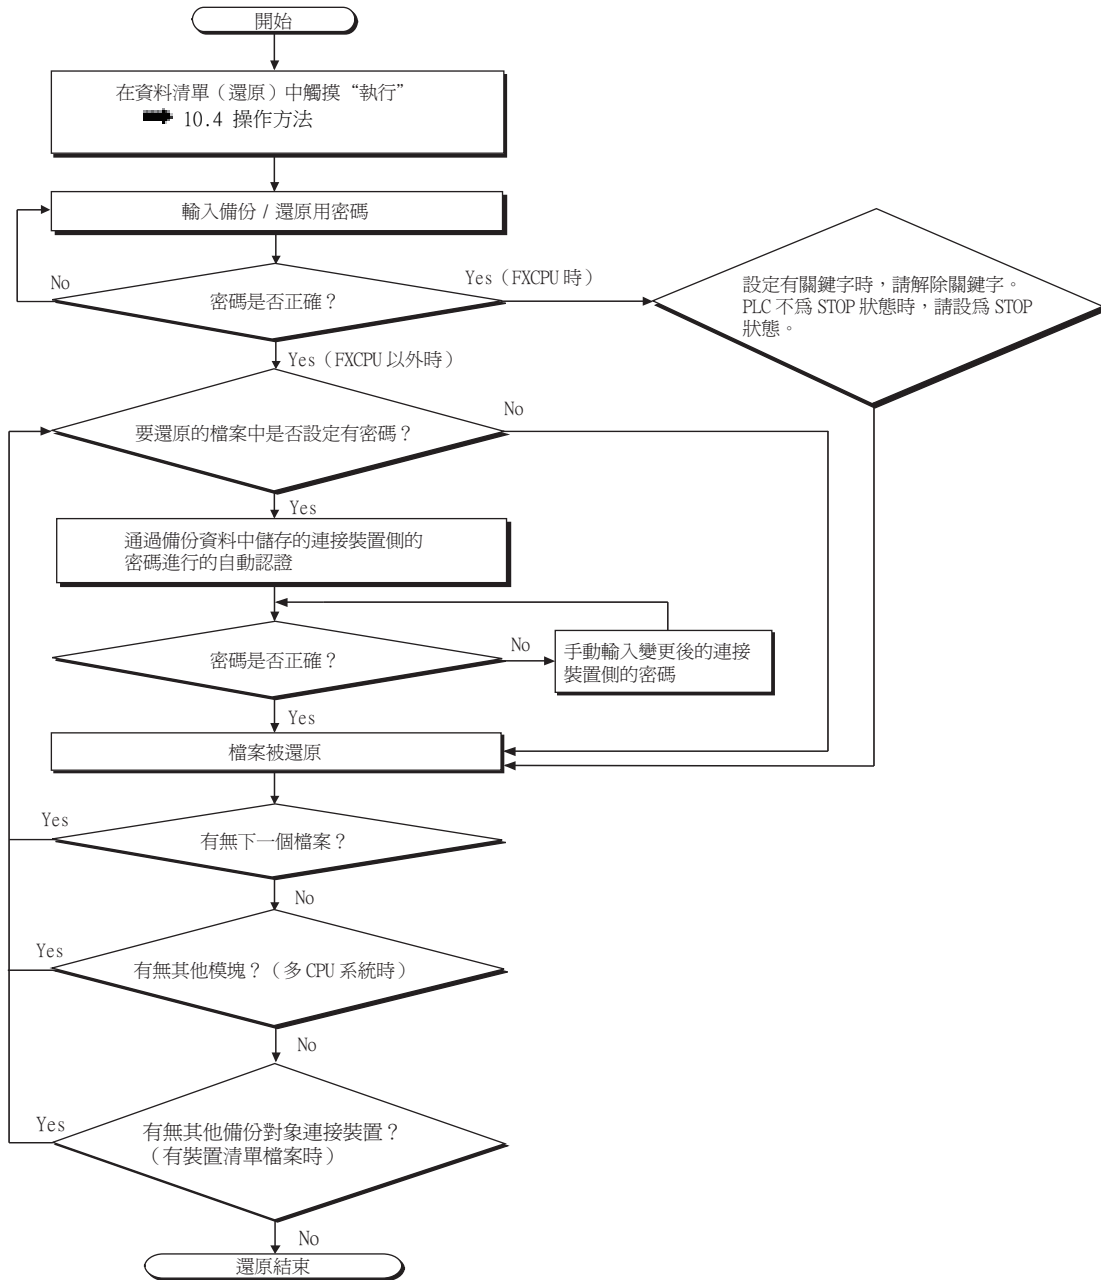 開始
在資料清單（還原）中觸摸“執行”
10.4 操作方法
輸入備份 / 還原用密碼
No
密碼是否正確？
Yes（FXCPU 時）
設定有關鍵字時，請解除關鍵字。
PLC 不爲 STOP 狀態時，請設爲 STOP
狀態。
Yes（FXCPU 以外時）
要還原的檔案中是否設定有密碼？
No
Yes
通過備份資料中儲存的連接裝置側的
密碼進行的自動認證
密碼是否正確？
No
手動輸入變更後的連接
裝置側的密碼
Yes
檔案被還原
Yes
有無下一個檔案？
No
Yes
有無其他模塊？（多 CPU 系統時）
No
Yes
有無其他備份對象連接裝置？
（有裝置清單檔案時）
No
還原結束